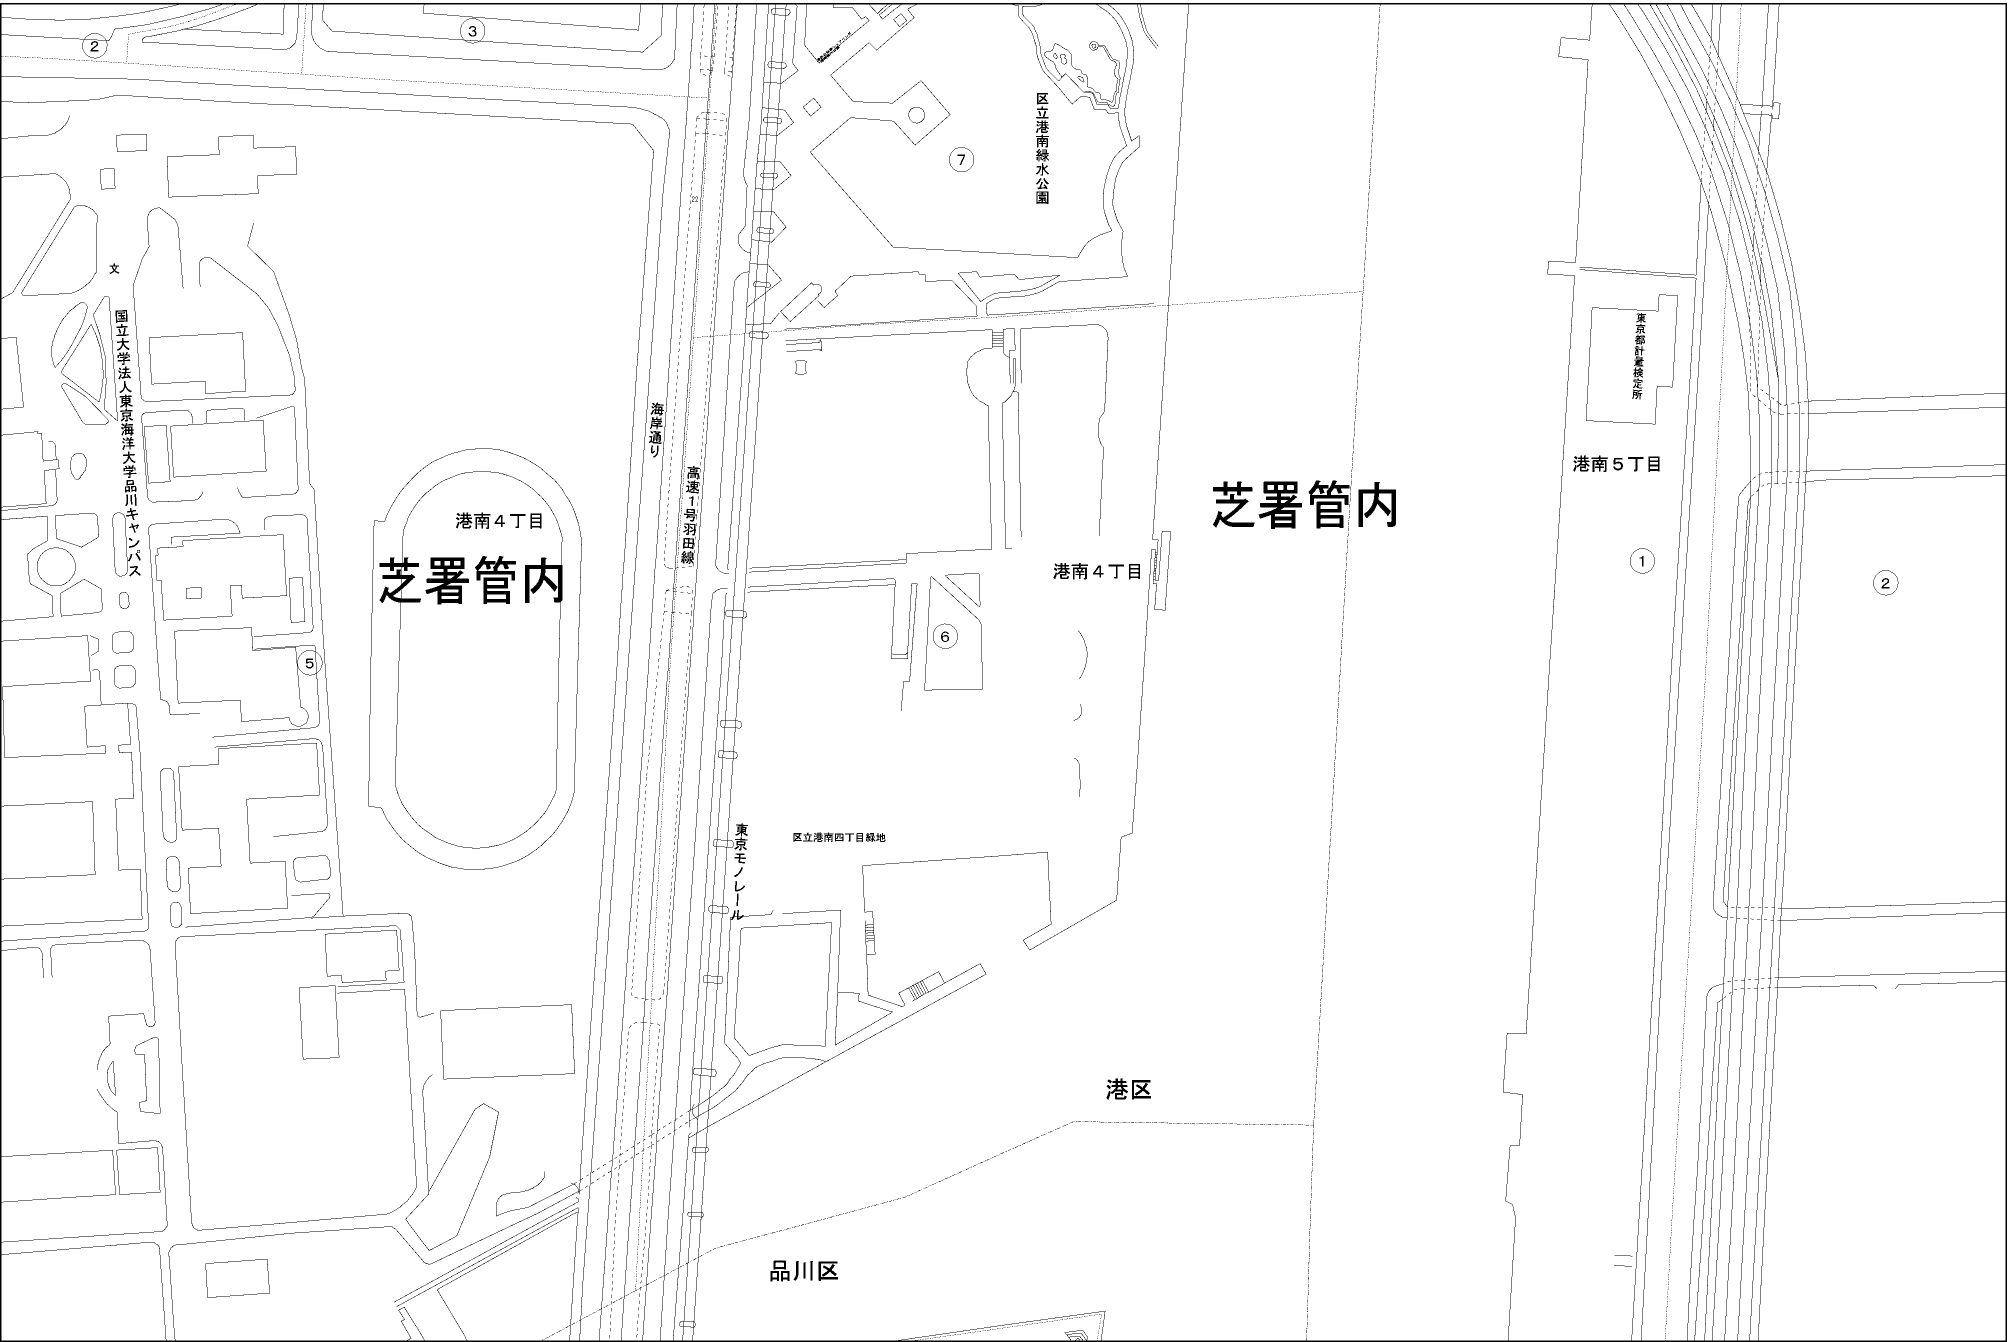 ②
③
⑦
区立港南緑水公園
22
文
国立大学法人東京海洋大学品川キャンパス
東京都計量検定所
海岸通り
高速１号羽田線
港南５丁目
港南４丁目
芝署管内
芝署管内
港南４丁目
①
②
⑥
⑤
東京モノレール
区立港南四丁目緑地
港区
品川区